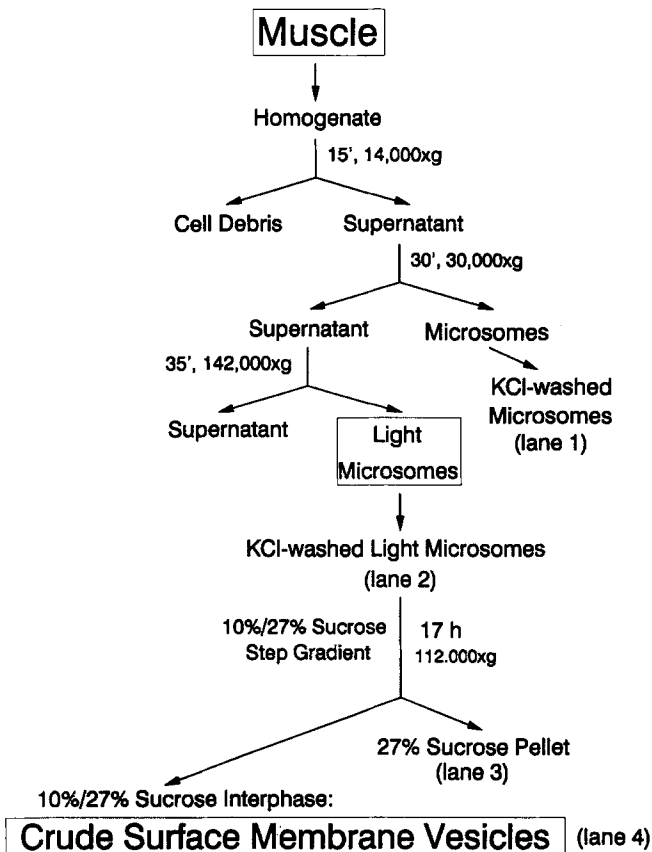 Muscle
Homogenate
15', 14,000xg
Cell Debris
Supernatant
30', 30,000xg
Supernatant
Microsomes
35', 142,000xg
KCl-washed
Microsomes
(lane 1)
Supernatant
Light
Microsomes
KCl-washed Light Microsomes
(lane 2)
10%/27% Sucrose
Step Gradient
17 h
112.000xg
27% Sucrose Pellet
(lane 3)
10%/27% Sucrose Interphase:
Crude Surface Membrane Vesicles
(lane 4)